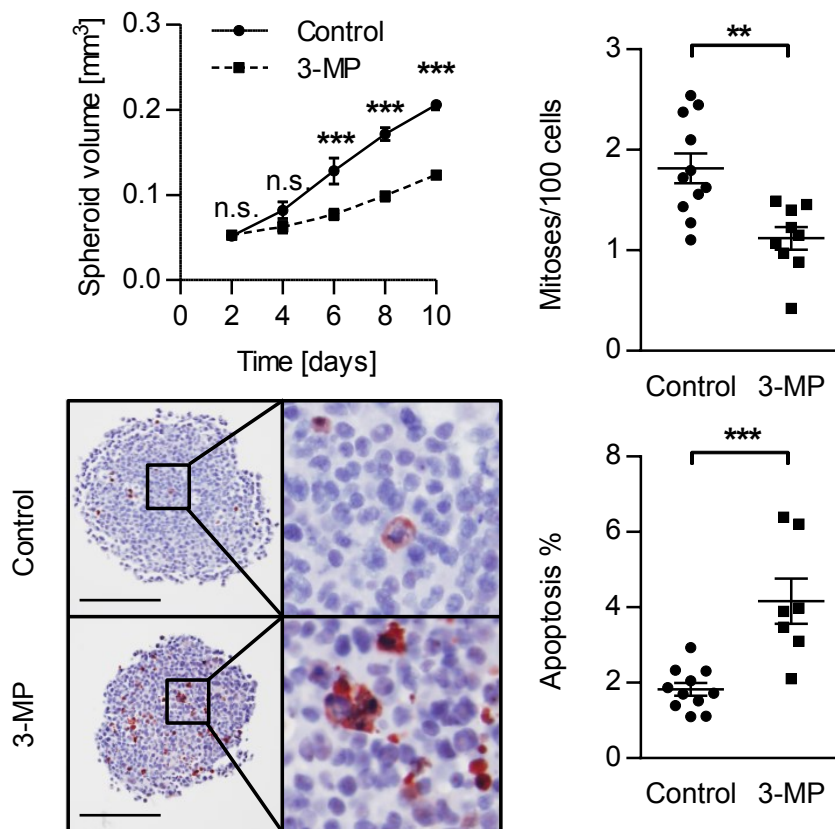 Spheroid volume [mm³]
0.3
0.2
0.1
0.0
Control
3-MP
n.s.
n.s.
***
***
***
0 2 4 6 8 10
Time [days]
Mitoses/100 cells
3
2
1
0
**
Control 3-MP
Control
3-MP
Apoptosis %
8
6
4
2
0
***
Control 3-MP